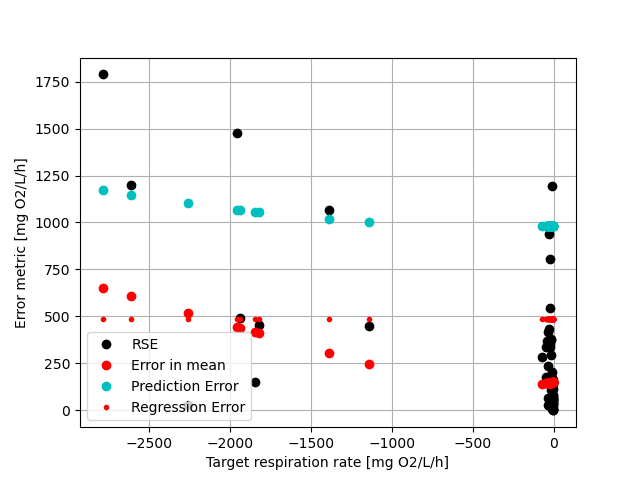 Error metric [mg O2/L/h]
1750
1500
1250
1000
750
500
250
0
RSE
Error in mean
Prediction Error
Regression Error
−2500 −2000 −1500 −1000 −500 0
Target respiration rate [mg O2/L/h]